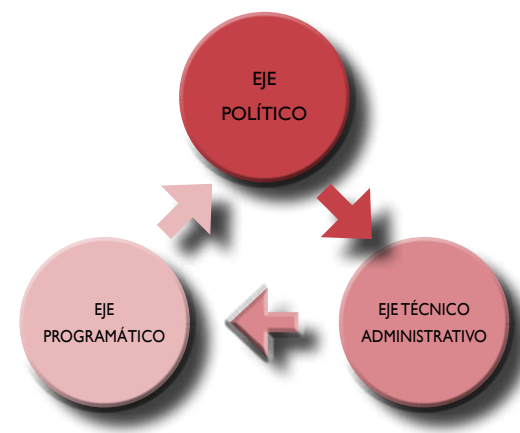 EJE
POLÍTICO
EJE
PROGRAMÁTICO
EJE TÉCNICO
ADMINISTRATIVO